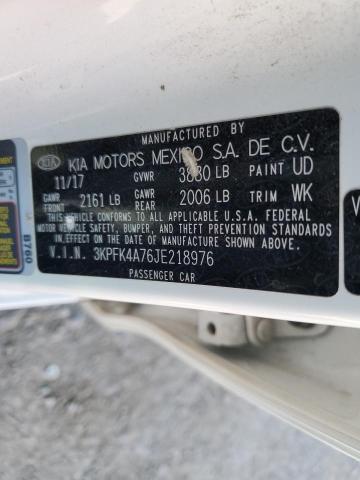 MANUFACTURED BY
KIA KIA MOTORS MEXICO S.A. DE C.V.
11/17 GVWR 3880 LB PAINT UD
GAWR FRONT 2161 LB GAWR REAR 2006 LB TRIM WK
THIS VEHICLE CONFORMS TO ALL APPLICABLE U.S.A. FEDERAL
MOTOR VEHICLE SAFETY, BUMPER, AND THEFT PREVENTION STANDARDS
IN EFFECT ON THE DATE OF MANUFACTURE SHOWN ABOVE.
V.I.N. 3KPFK4A76JE218976
PASSENGER CAR
B760